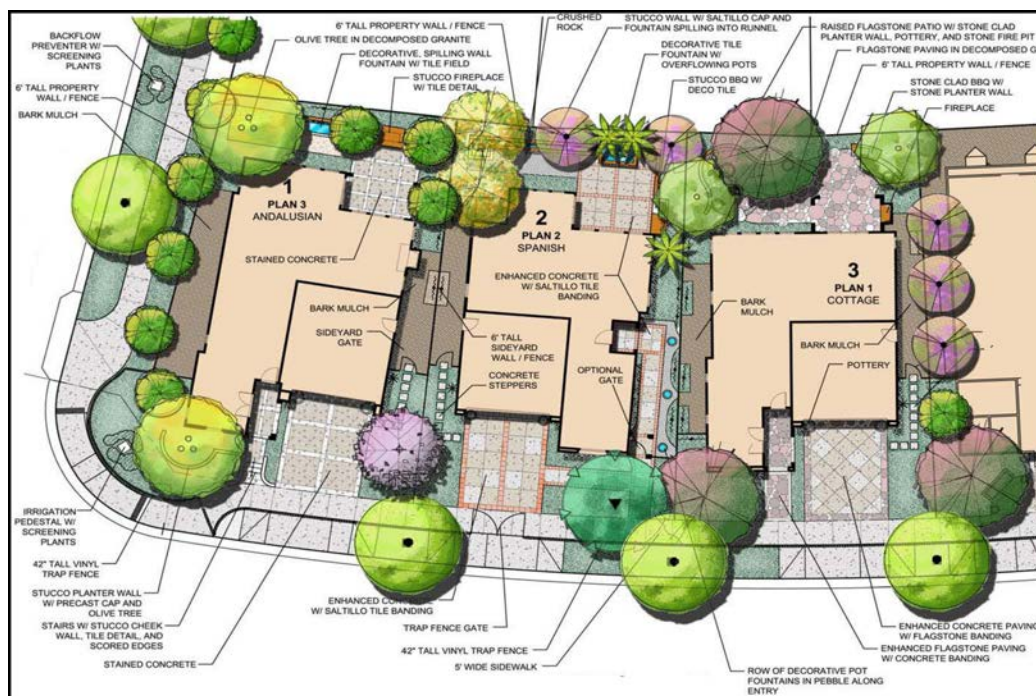 BACKFLOW
PREVENTER W/
SCREENING
PLANTS
6' TALL PROPERTY
WALL / FENCE
BARK MULCH
6' TALL PROPERTY WALL / FENCE
OLIVE TREE IN DECOMPOSED GRANITE
DECORATIVE, SPILLING WALL
FOUNTAIN W/ TILE FIELD
STUCCO FIREPLACE
W/ TILE DETAIL
CRUSHED
ROCK
STUCCO WALL W/ SALTILLO CAP AND
FOUNTAIN SPILLING INTO RUNNEL
DECORATIVE TILE
FOUNTAIN W/
OVERFLOWING POTS
STUCCO BBQ W/
DECO TILE
RAISED FLAGSTONE PATIO W/ STONE CLAD
PLANTER WALL, POTTERY, AND STONE FIRE PIT
FLAGSTONE PAVING IN DECOMPOSED G
6' TALL PROPERTY WALL / FENCE
STONE CLAD BBQ W/
STONE PLANTER WALL
FIREPLACE
1
PLAN 3
ANDALUSIAN
STAINED CONCRETE
BARK MULCH
SIDEYARD
GATE
2
PLAN 2
SPANISH
ENHANCED CONCRETE
W/ SALTILLO TILE
BANDING
6' TALL
SIDEYARD
WALL / FENCE
CONCRETE
STEPPERS
OPTIONAL
GATE
3
PLAN 1
COTTAGE
BARK
MULCH
BARK MULCH
POTTERY
IRRIGATION
PEDESTAL W/
SCREENING
PLANTS
42" TALL VINYL
TRAP FENCE
STUCCO PLANTER WALL
W/ PRECAST CAP AND
OLIVE TREE
STAIRS W/ STUCCO CHEEK
WALL, TILE DETAIL, AND
SCORED EDGES
STAINED CONCRETE
ENHANCED
W/ SALTILLO TILE BANDING
TRAP FENCE GATE
42" TALL VINYL TRAP FENCE
5' WIDE SIDEWALK
ROW OF DECORATIVE POT
FOUNTAINS IN PEBBLE ALONG
ENTRY
ENHANCED CONCRETE PAVING
W/ FLAGSTONE BANDING
ENHANCED FLAGSTONE PAVING
W/ CONCRETE BANDING